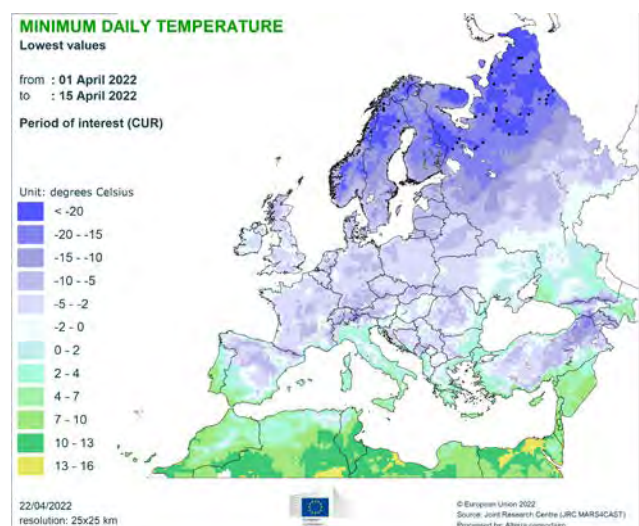 MINIMUM DAILY TEMPERATURE
Lowest values
from : 01 April 2022
to : 15 April 2022
Period of interest (CUR)
Unit: degrees Celsius
< -20
-20 - -15
-15 - -10
-10 - -5
-5 - -2
-2 - 0
0 - 2
2 - 4
4 - 7
7 - 10
10 - 13
13 - 16
22/04/2022
resolution: 25x25 km
© European Union 2022
Source: Joint Research Centre (JRC MARS4CAST)
Processed by: